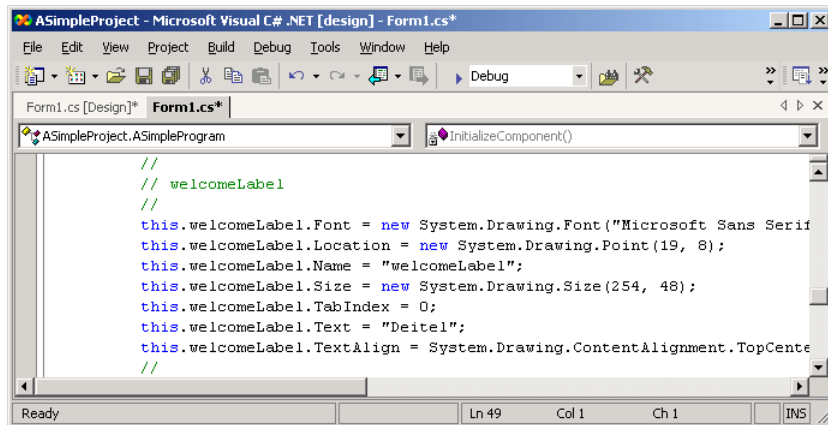 ASimpleProject - Microsoft Visual C# .NET [design] - Form1.cs*
File Edit View Project Build Debug Tools Window Help
Debug
Form1.cs [Design]* Form1.cs*
ASimpleProject.ASimpleProgram InitializeComponent()
//
// welcomeLabel
//
this.welcomeLabel.Font = new System.Drawing.Font("Microsoft Sans Serif
this.welcomeLabel.Location = new System.Drawing.Point(19, 8);
this.welcomeLabel.Name = "welcomeLabel";
this.welcomeLabel.Size = new System.Drawing.Size(254, 48);
this.welcomeLabel.TabIndex = 0;
this.welcomeLabel.Text = "Deitel";
this.welcomeLabel.TextAlign = System.Drawing.ContentAlignment.TopCente
//
Ready Ln 49 Col 1 Ch 1 INS